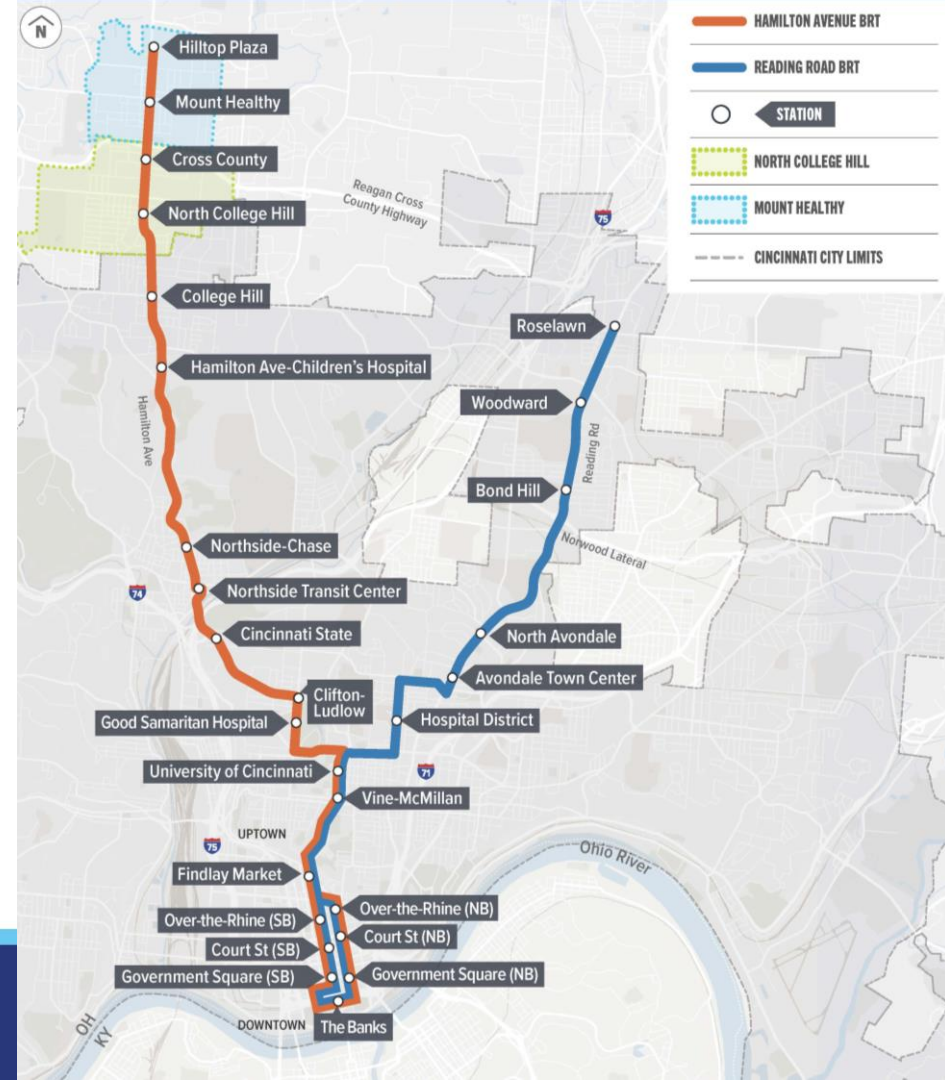 N
Hilltop Plaza
Mount Healthy
Cross County
North College Hill
College Hill
Hamilton Ave-Children's Hospital
Hamilton Ave
Northside-Chase
74
Northside Transit Center
Cincinnati State
Clifton-
Ludlow
Good Samaritan Hospital
University of Cincinnati
Vine-McMillan
UPTOWN
75
Findlay Market
Over-the-Rhine (SB)
Over-the-Rhine (NB)
Court St (SB)
Court St (NB)
Government Square (SB)
Government Square (NB)
DOWNTOWN
The Banks
OH
KY
Ohio River
71
Hospital District
Avondale Town Center
North Avondale
Norwood Lateral
Bond Hill
Reading Rd
Woodward
Roselawn
75
Reagan Cross
County Highway
HAMILTON AVENUE BRT
READING ROAD BRT
STATION
NORTH COLLEGE HILL
MOUNT HEALTHY
CINCINNATI CITY LIMITS